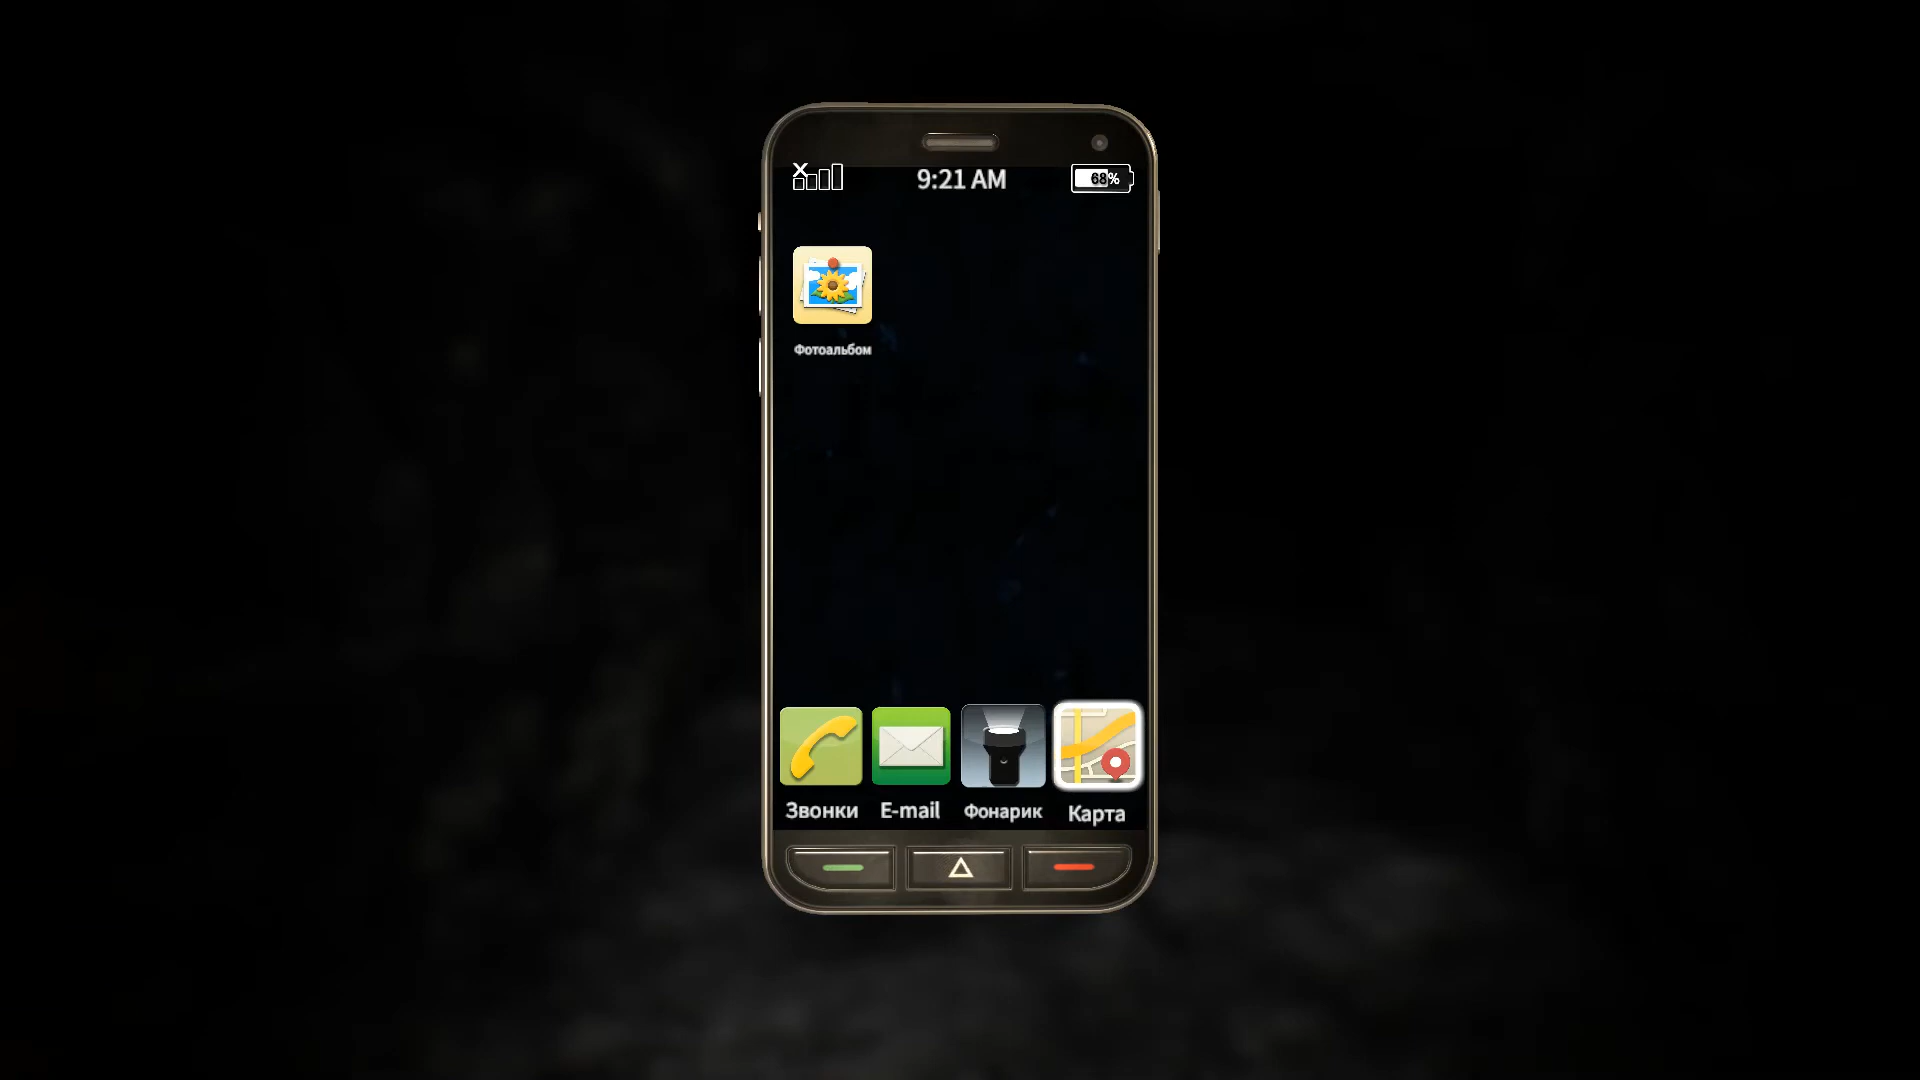 9:21 AM
68%
Фотоальбом
Звонки
E-mail
Фонарик
Карта